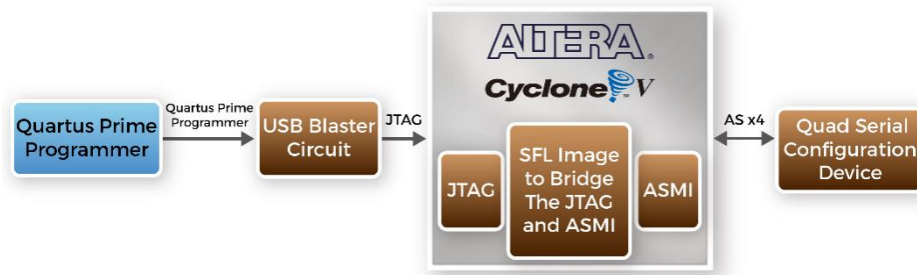 ALTERA®
Cyclone V
Quartus Prime
Programmer
Quartus Prime
Programmer
USB Blaster
Circuit
JTAG
JTAG
SFL Image
to Bridge
The JTAG
and ASMI
ASMI
AS x4
Quad Serial
Configuration
Device